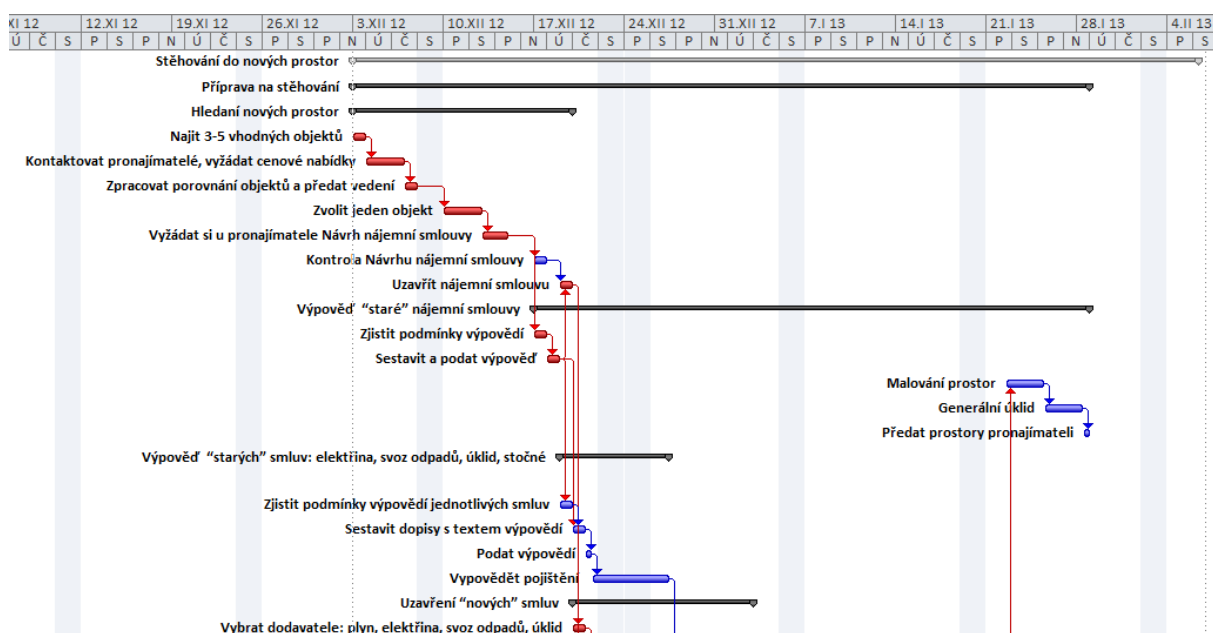 XI 12 12.XI 12 19.XI 12 26.XI 12 3.XII 12 10.XII 12 17.XII 12 24.XII 12 31.XII 12 7.I 13 14.I 13 21.I 13 28.I 13 4.II 13
Ú Č S P S P N Ú Č S P S P N Ú Č S P S P N Ú Č S P S P N Ú Č S P S P N Ú Č S P S P N Ú Č S P S
Stěhování do nových prostor
Příprava na stěhování
Hledaní nových prostor
Najit 3-5 vhodných objektů
Kontaktovat pronajímatelé, vyžádát cenové nabídky
Zpracovat porovnání objektů a předat vedení
Zvolit jeden objekt
Vyžádát si u pronajímatele Návrh nájemní smlouvy
Kontro a Návrhu nájemní smlouvy
Uzavřít nájemní smlouvu
Výpověď “staré” nájemní smlouvy
Zjistit podmínky výpovědí
Sestavit a podat výpověď
Malování prostor
Generální úklid
Předat prostory pronajímateli
Výpověď “starých” smluv: elektřina, svoz odpadů, úklid, stočné
Zjistit podmínky výpovědí jednotlivých smluv
Sestavit dopisy s textem výpovědí
Podat výpovědí
Vypovědět pojištění
Uzavření “nových” smluv
Vybrat dodavatele: plyn, elektřina, svoz odpadů, úklid